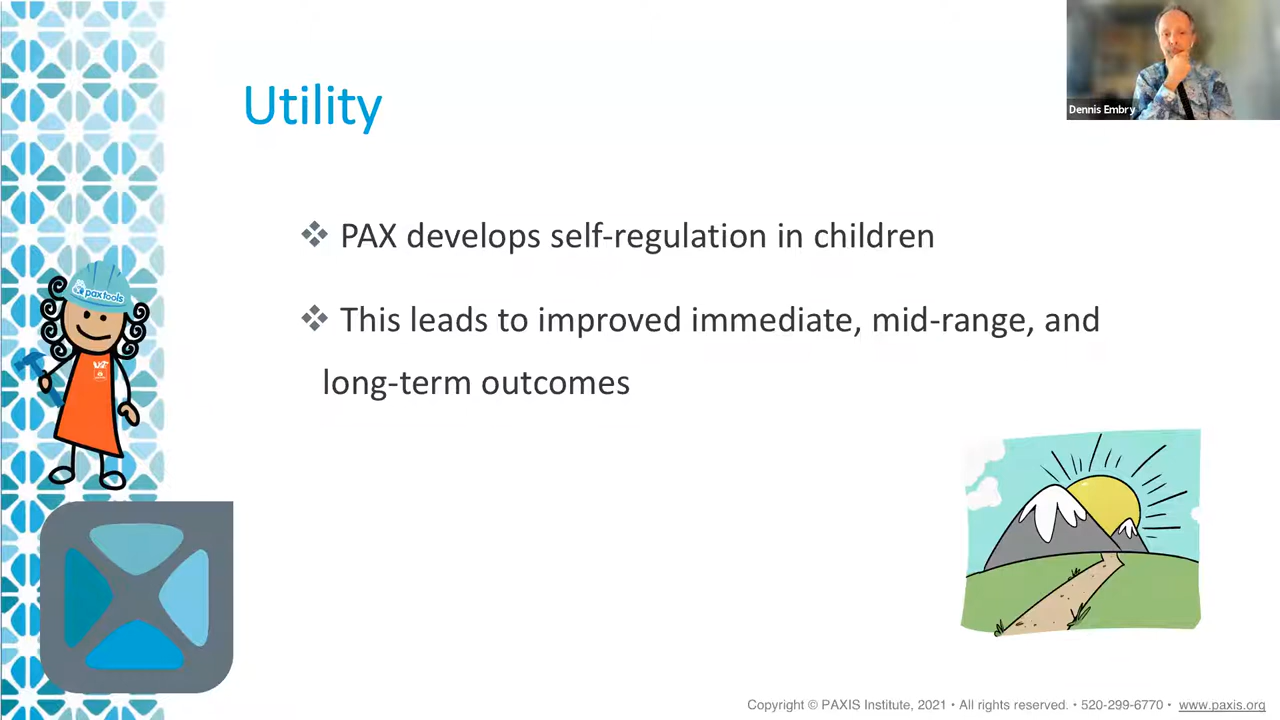 Utility
Dennis Embry
❖ PAX develops self-regulation in children
❖ This leads to improved immediate, mid-range, and
long-term outcomes
paxtools
Copyright © PAXIS Institute, 2021 • All rights reserved. • 520-299-6770 • www.paxis.org